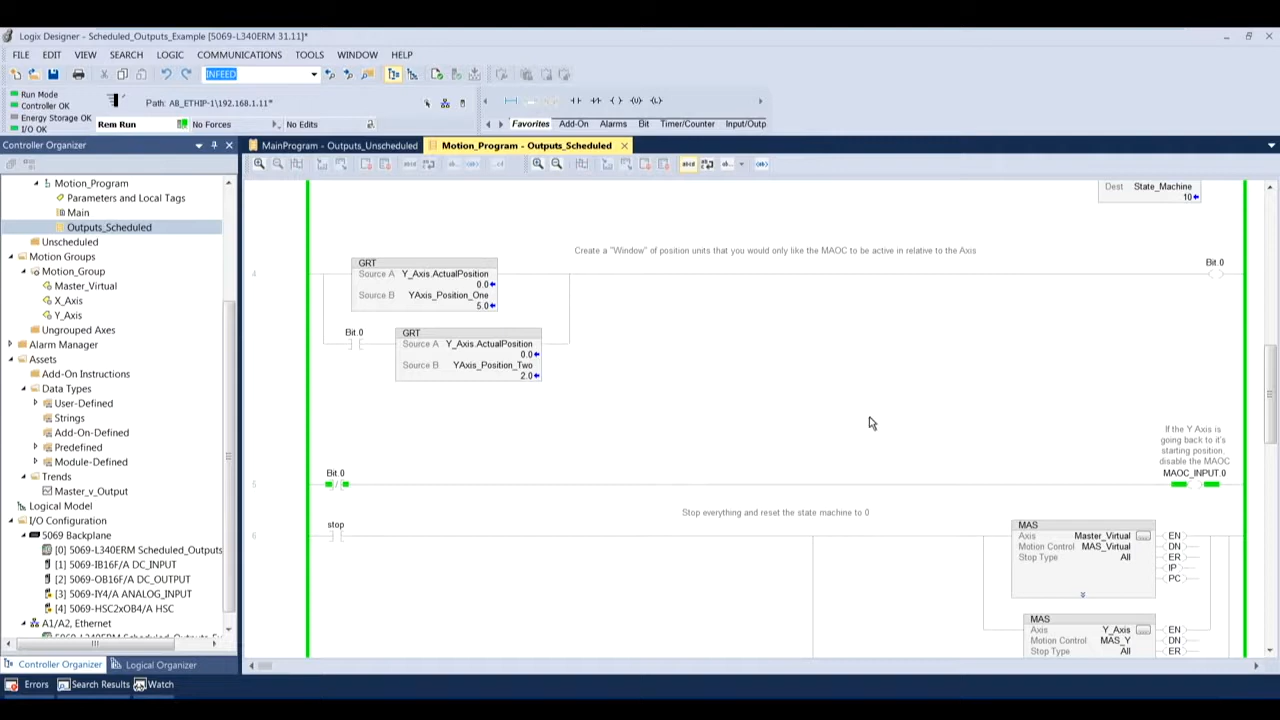 Logix Designer - Scheduled_Outputs_Example [5069-L340ERM 31.11]*
FILE EDIT VIEW SEARCH LOGIC COMMUNICATIONS TOOLS WINDOW HELP
INFEED
Run Mode
Controller OK
Energy Storage OK
I/O OK
Path: AB_ETHIP-1\192.168.1.11*
Rem Run No Forces No Edits
Favorites Add-On Alarms Bit Timer/Counter Input/Outp
Controller Organizer
MainProgram - Outputs_Unscheduled
Motion_Program - Outputs_Scheduled
Motion_Program
Parameters and Local Tags
Main
Outputs_Scheduled
Unscheduled
Motion Groups
Motion_Group
Master_Virtual
X_Axis
Y_Axis
Ungrouped Axes
Alarm Manager
Assets
Add-On Instructions
Data Types
User-Defined
Strings
Add-On-Defined
Predefined
Module-Defined
Trends
Master_v_Output
Logical Model
I/O Configuration
5069 Backplane
[0] 5069-L340ERM Scheduled_Outputs
[1] 5069-IB16F/A DC_INPUT
[2] 5069-OB16F/A DC_OUTPUT
[3] 5069-IY4/A ANALOG_INPUT
[4] 5069-HSC2xOB4/A HSC
A1/A2, Ethernet
Controller Organizer
Logical Organizer
Errors
Search Results
Watch
Dest State_Machine
10
Create a "Window" of position units that you would only like the MAOC to be active in relative to the Axis
4
GRT
Source A Y_Axis.ActualPosition
0.0
Source B YAxis_Position_One
5.0
Bit.0
Bit.0
GRT
Source A Y_Axis.ActualPosition
0.0
Source B YAxis_Position_Two
2.0
If the Y Axis is
going back to it's
starting position,
disable the MAOC
MAOC_INPUT.0
5
Bit.0
Stop everything and reset the state machine to 0
6
stop
MAS
Axis Master_Virtual
Motion Control MAS_Virtual
Stop Type All
EN
DN
ER
IP
PC
MAS
Axis Y_Axis
Motion Control MAS_Y
Stop Type All
EN
DN
ER